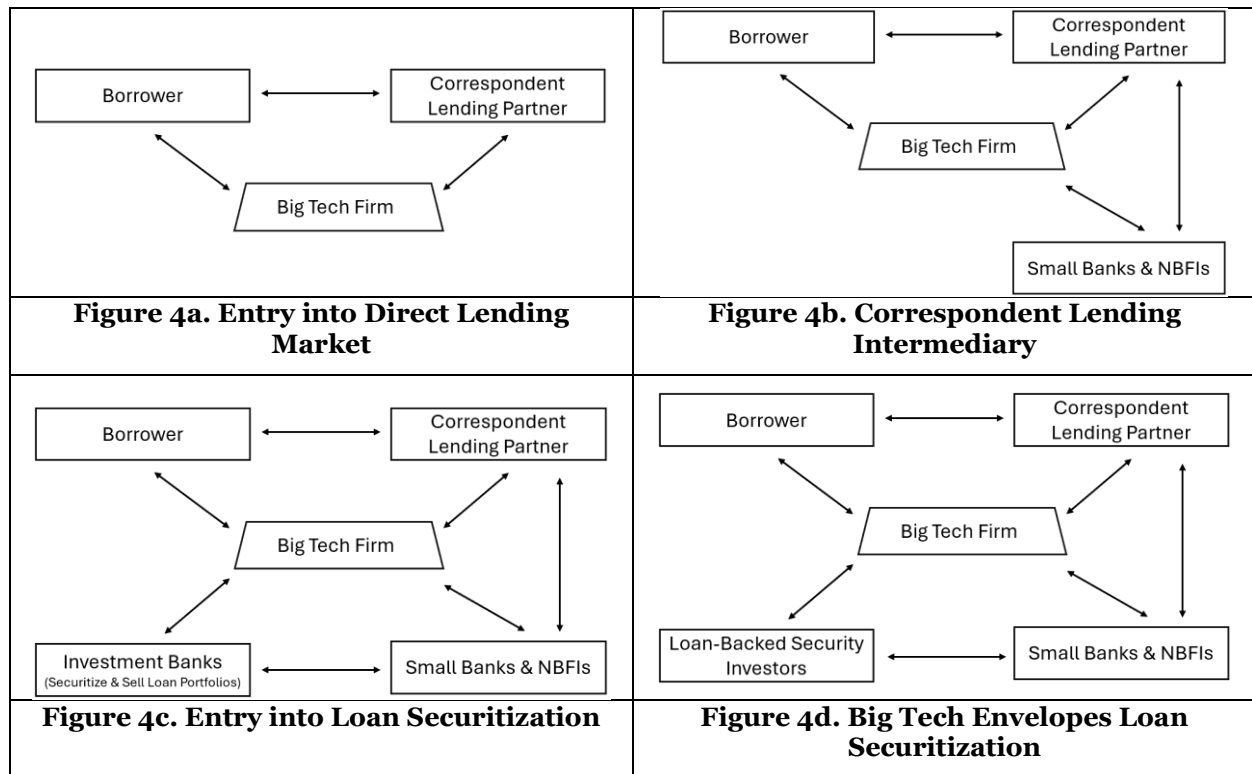 Borrower
Correspondent
Lending Partner
Big Tech Firm
Figure 4a. Entry into Direct Lending
Market
Borrower
Correspondent
Lending Partner
Big Tech Firm
Small Banks & NBFIs
Figure 4b. Correspondent Lending
Intermediary
Borrower
Correspondent
Lending Partner
Big Tech Firm
Investment Banks
(Securitize & Sell Loan Portfolios)
Small Banks & NBFIs
Figure 4c. Entry into Loan Securitization
Borrower
Correspondent
Lending Partner
Big Tech Firm
Loan-Backed Security
Investors
Small Banks & NBFIs
Figure 4d. Big Tech Envelopes Loan
Securitization